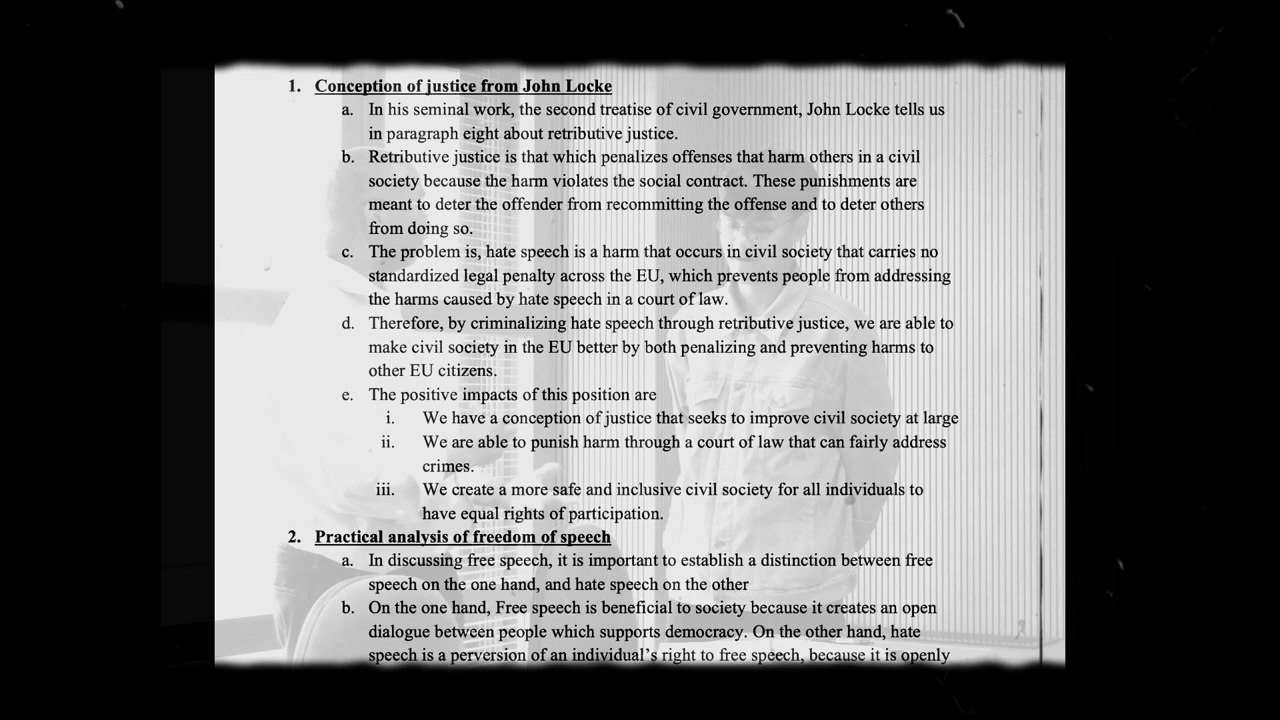 1. Conception of justice from John Locke
a. In his seminal work, the second treatise of civil government, John Locke tells us
in paragraph eight about retributive justice.
b. Retributive justice is that which penalizes offenses that harm others in a civil
society because the harm violates the social contract. These punishments are
meant to deter the offender from recommitting the offense and to deter others
from doing so.
c. The problem is, hate speech is a harm that occurs in civil society that carries no
standardized legal penalty across the EU, which prevents people from addressing
the harms caused by hate speech in a court of law.
d. Therefore, by criminalizing hate speech through retributive justice, we are able to
make civil society in the EU better by both penalizing and preventing harms to
other EU citizens.
e. The positive impacts of this position are
i. We have a conception of justice that seeks to improve civil society at large
ii. We are able to punish harm through a court of law that can fairly address
crimes.
iii. We create a more safe and inclusive civil society for all individuals to
have equal rights of participation.
2. Practical analysis of freedom of speech
a. In discussing free speech, it is important to establish a distinction between free
speech on the one hand, and hate speech on the other
b. On the one hand, Free speech is beneficial to society because it creates an open
dialogue between people which supports democracy. On the other hand, hate
speech is a perversion of an individual’s right to free speech, because it is openly